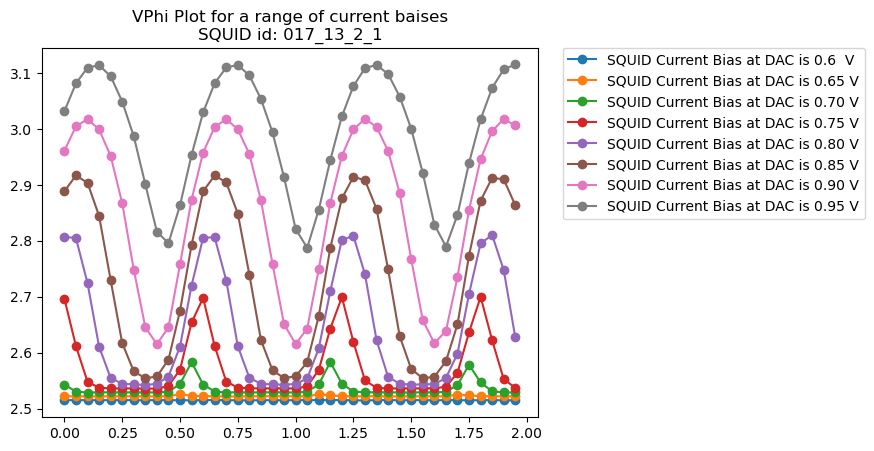 VPhi Plot for a range of current baises
SQUID id: 017_13_2_1
3.1
3.0
2.9
2.8
2.7
2.6
2.5
0.00 0.25 0.50 0.75 1.00 1.25 1.50 1.75 2.00
SQUID Current Bias at DAC is 0.6  V
SQUID Current Bias at DAC is 0.65 V
SQUID Current Bias at DAC is 0.70 V
SQUID Current Bias at DAC is 0.75 V
SQUID Current Bias at DAC is 0.80 V
SQUID Current Bias at DAC is 0.85 V
SQUID Current Bias at DAC is 0.90 V
SQUID Current Bias at DAC is 0.95 V